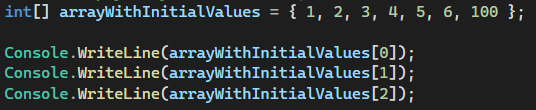 int[] arrayWithInitialValues = { 1, 2, 3, 4, 5, 6, 100 };
Console.WriteLine(arrayWithInitialValues[0]);
Console.WriteLine(arrayWithInitialValues[1]);
Console.WriteLine(arrayWithInitialValues[2]);